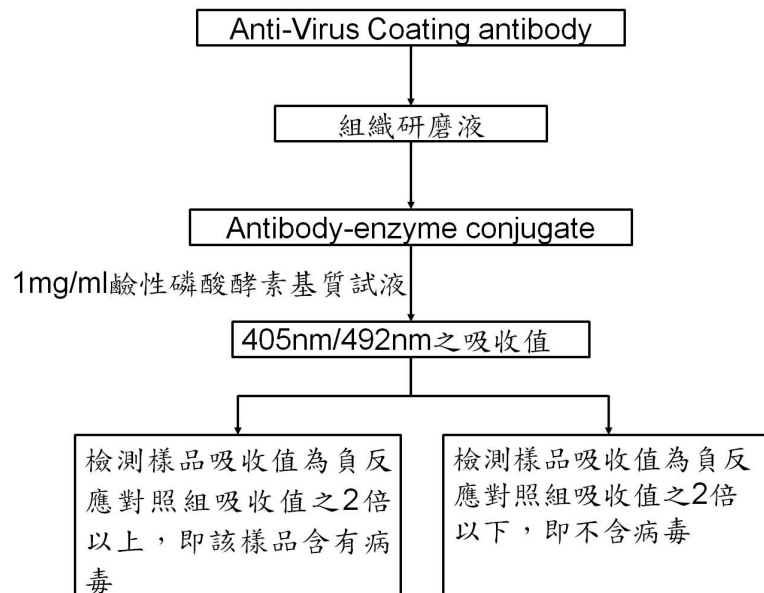 Anti-Virus Coating antibody
組織研磨液
Antibody-enzyme conjugate
1mg/ml鹼性磷酸酵素基質試液
405nm/492nm之吸收值
檢測樣品吸收值為負反
應對照組吸收值之2倍
以上，即該樣品含有病
毒
檢測樣品吸收值為負反
應對照組吸收值之2倍
以下，即不含病毒